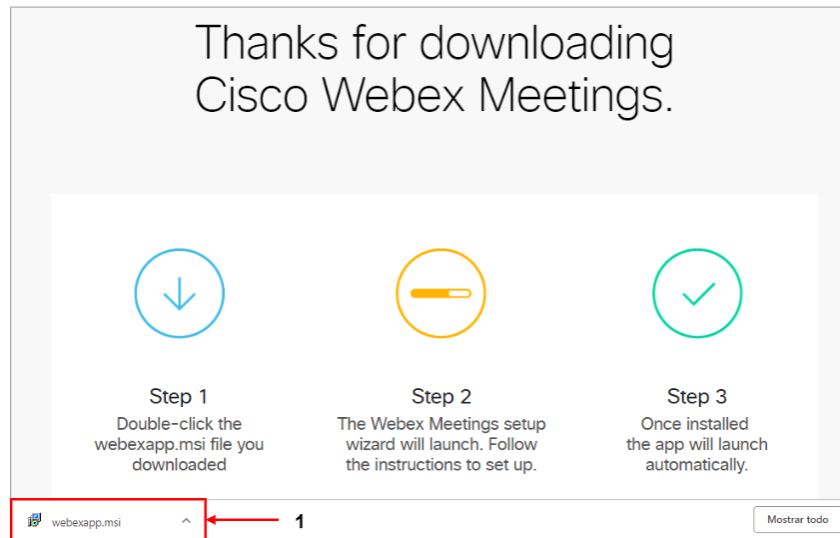 Thanks for downloading
Cisco Webex Meetings.
Step 1
Double-click the
webexapp.msi file you
downloaded
Step 2
The Webex Meetings setup
wizard will launch. Follow
the instructions to set up.
Step 3
Once installed
the app will launch
automatically.
webexapp.msi
1
Mostrar todo